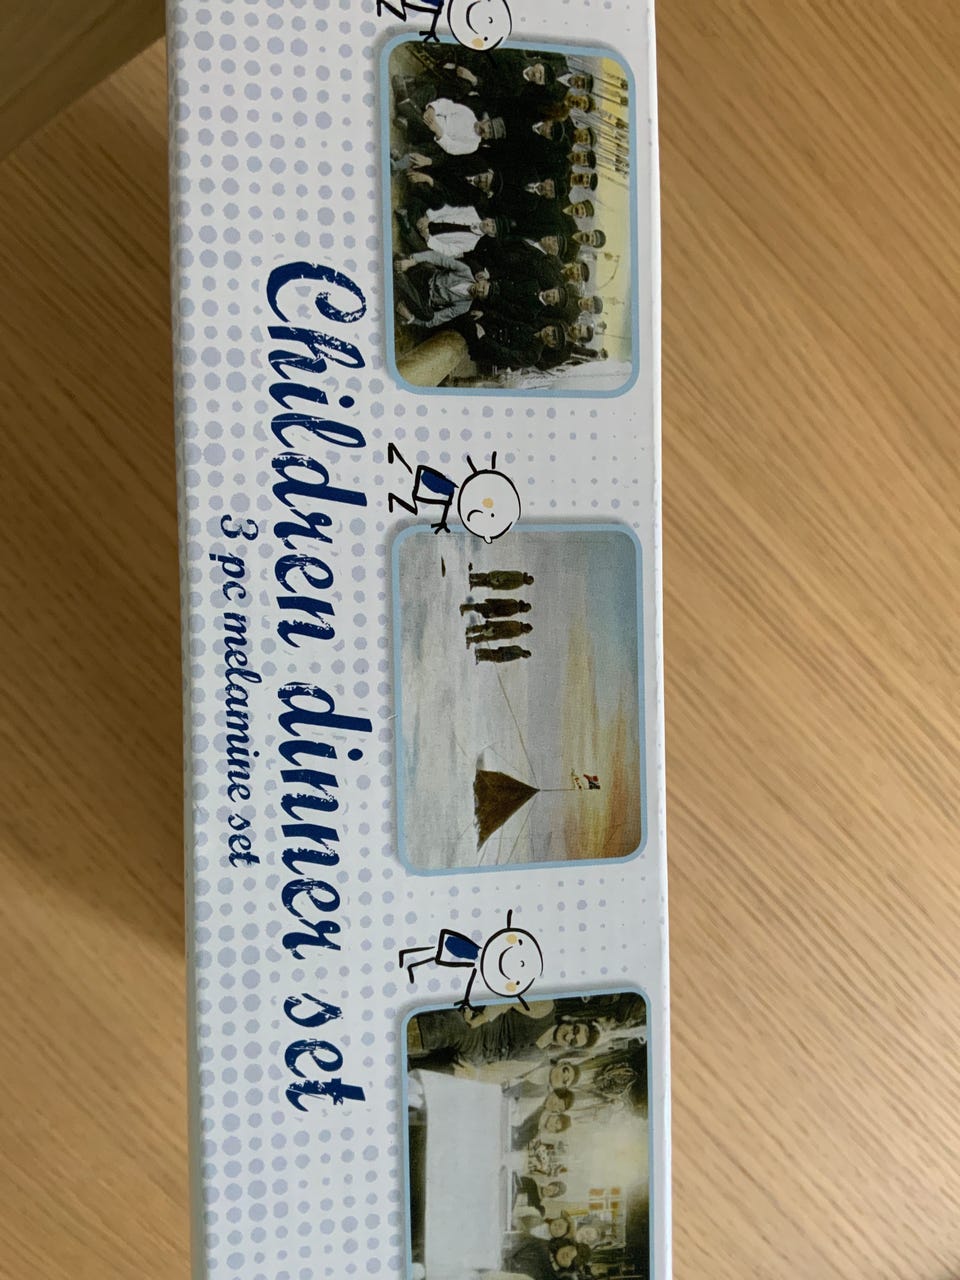 Children dinner set
3 pc melamine set